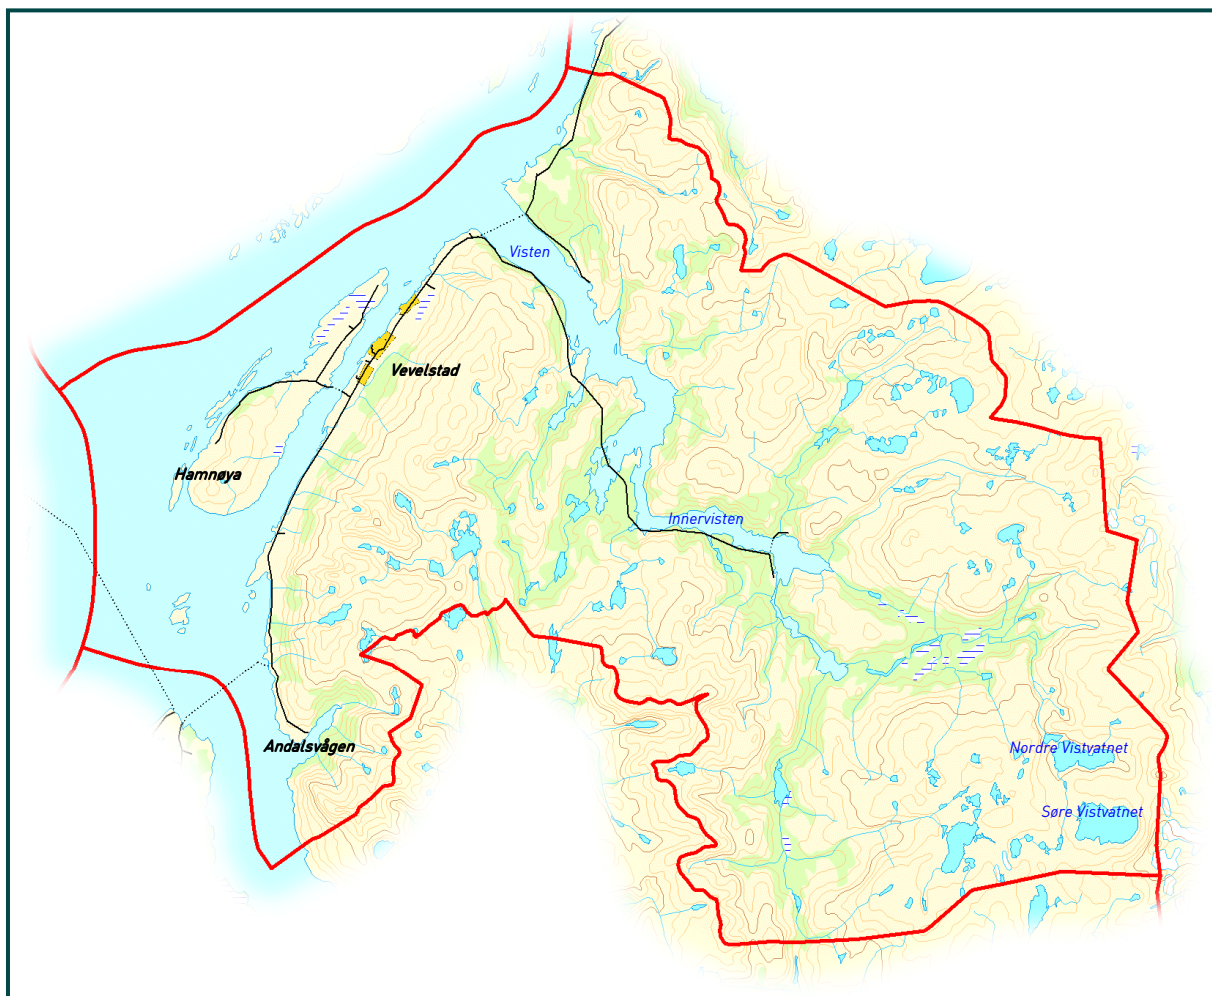 Visten
Vevelstad
Hamnøya
Innervisten
Andalsvågen
Nordre Vistvatnet
Søre Vistvatnet